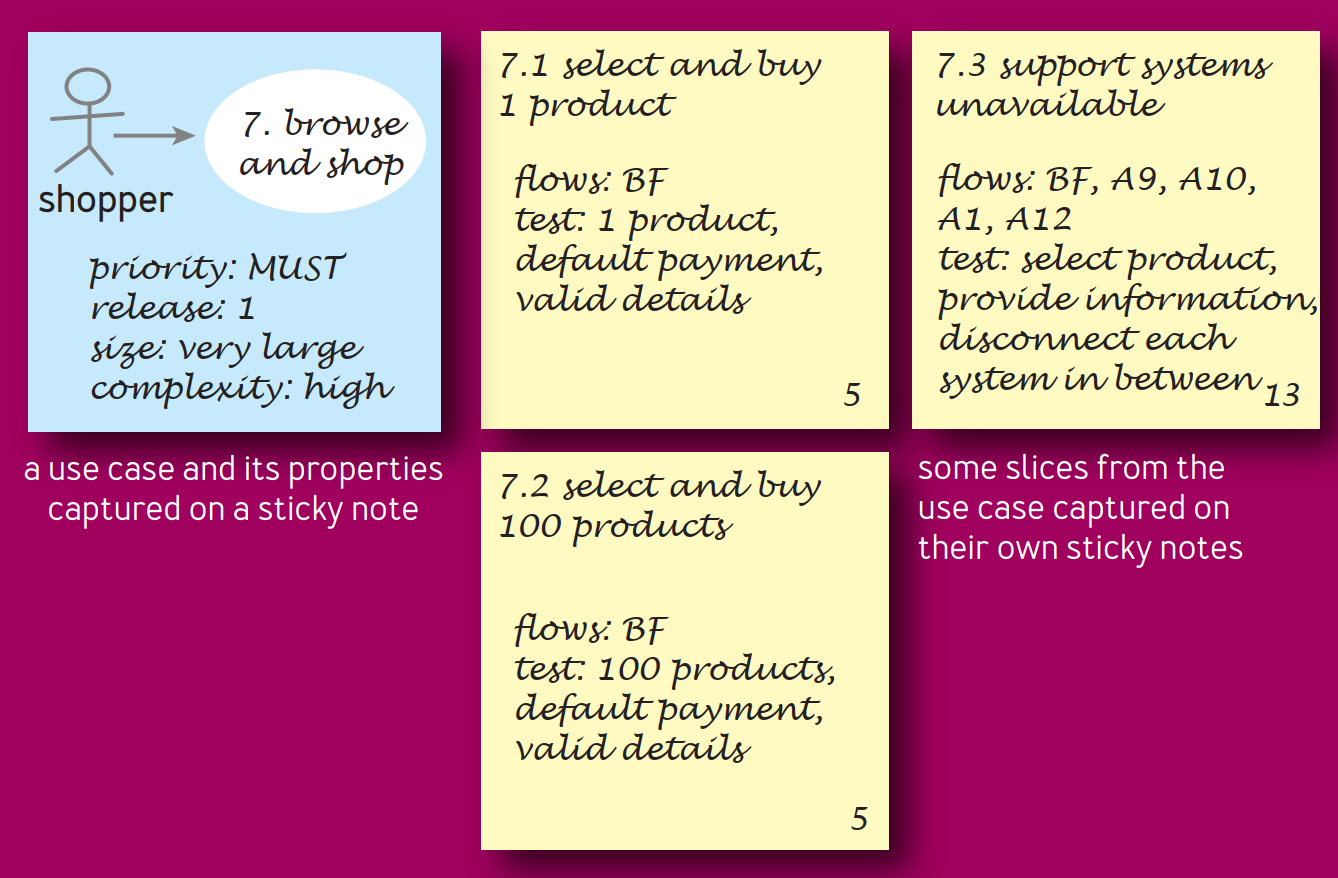 7. browse
and shop
shopper
priority: MUST
release: 1
size: very large
complexity: high
a use case and its properties
captured on a sticky note
7.1 select and buy
1 product
flows: BF
test: 1 product,
default payment,
valid details
5
7.2 select and buy
100 products
flows: BF
test: 100 products,
default payment,
valid details
5
7.3 support systems
unavailable
flows: BF, A9, A10,
A1, A12
test: select product,
provide information,
disconnect each
system in between
13
some slices from the
use case captured on
their own sticky notes